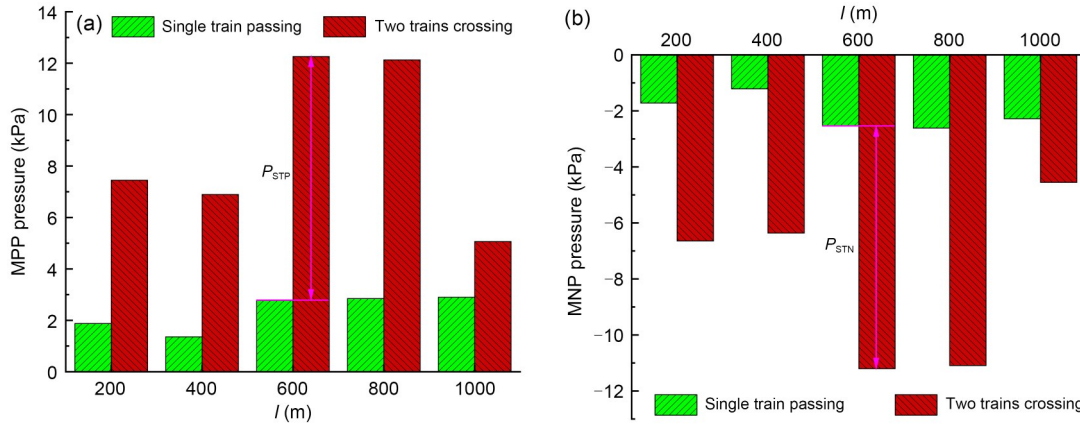 (a)
Single train passing
Two trains crossing
14
12
10
8
6
4
2
0
MPP pressure (kPa)
P_STP
200 400 600 800 1000
l (m)
(b)
l (m)
200 400 600 800 1000
0
−2
−4
−6
−8
−10
−12
MNP pressure (kPa)
P_STN
Single train passing
Two trains crossing